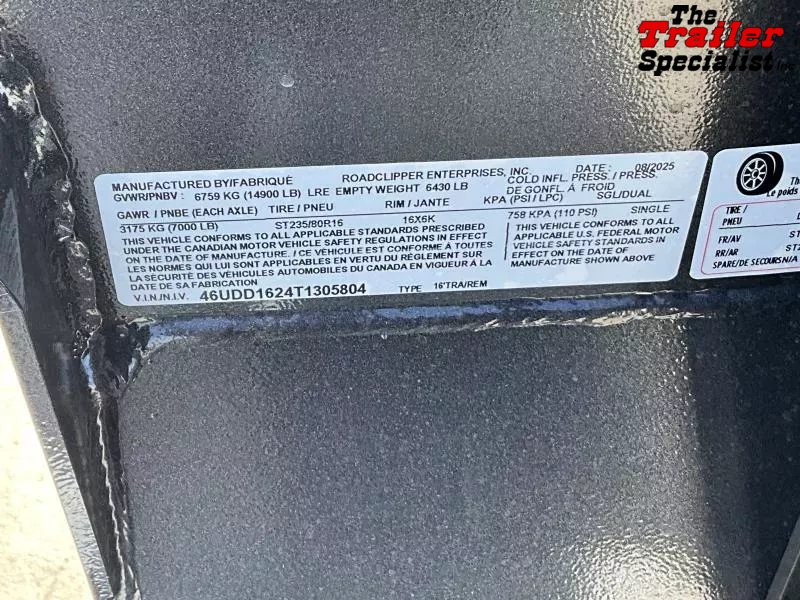 The
Trailer
Specialist Inc.
MANUFACTURED BY/FABRIQUÉ ROADCLIPPER ENTERPRISES, INC. DATE : 08/2025
GVWR/PNBV : 6759 KG (14900 LB) LRE EMPTY WEIGHT 6430 LB COLD INFL. PRESS. / PRESS.
DE GONFL. À FROID
GAWR / PNBE (EACH AXLE) TIRE / PNEU RIM / JANTE KPA (PSI / LPC) SGL/DUAL
3175 KG (7000 LB) ST235/80R16 16X6K 758 KPA (110 PSI) SINGLE
THIS VEHICLE CONFORMS TO ALL APPLICABLE STANDARDS PRESCRIBED
UNDER THE CANADIAN MOTOR VEHICLE SAFETY REGULATIONS IN EFFECT
ON THE DATE OF MANUFACTURE. / CE VÉHICULE EST CONFORME À TOUTES
LES NORMES QUI LUI SONT APPLICABLES EN VERTU DU RÈGLEMENT SUR
LA SÉCURITÉ DES VÉHICULES AUTOMOBILES DU CANADA EN VIGUEUR À LA
DATE DE SA FABRICATION
THIS VEHICLE CONFORMS TO ALL
APPLICABLE U.S. FEDERAL MOTOR
VEHICLE SAFETY STANDARDS IN
EFFECT ON THE DATE OF
MANUFACTURE SHOWN ABOVE
V.I.N./N.I.V. 46UDD1624T1305804 TYPE 16'TRA/REM
Th
Le poids
TIRE /
PNEU
FR/AV ST
RR/AR ST
SPARE/DE SECOURS N/A